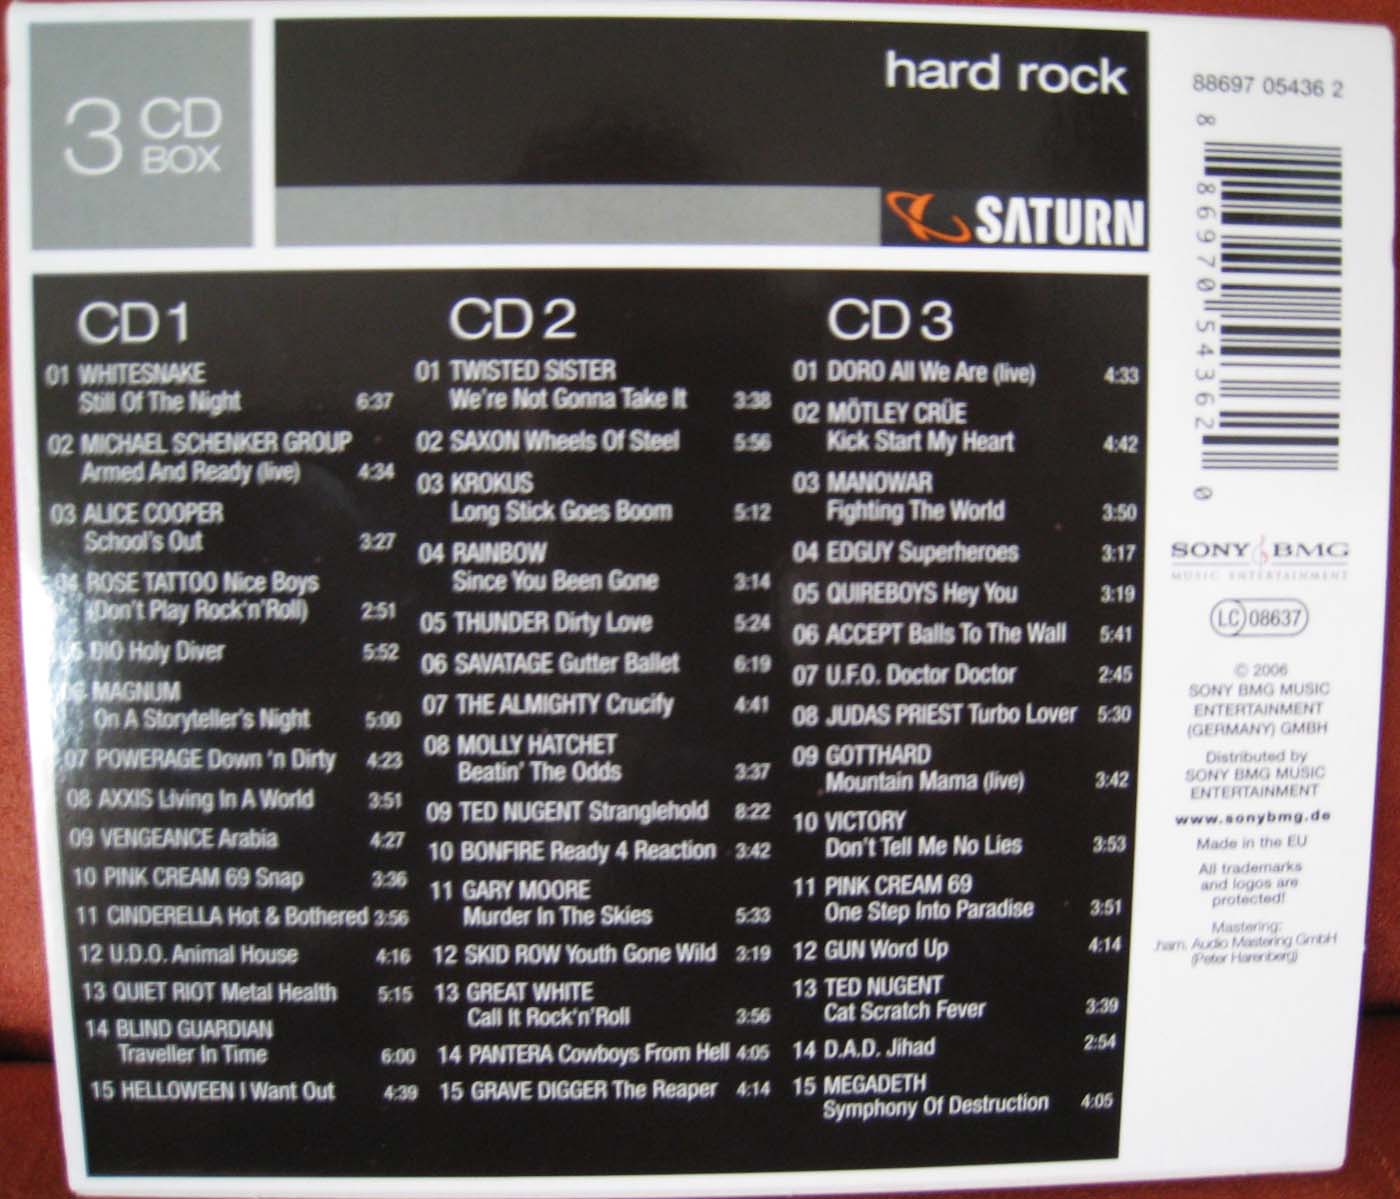 3 CD
BOX
hard rock
SATURN
CD 1
01 WHITESNAKE
Still Of The Night 6:37
02 MICHAEL SCHENKER GROUP
Armed And Ready (live) 4:34
03 ALICE COOPER
School's Out 3:27
04 ROSE TATTOO Nice Boys
(Don't Play Rock'n'Roll) 2:51
05 DIO Holy Diver 5:52
06 MAGNUM
On A Storyteller's Night 5:00
07 POWERAGE Down 'n Dirty 4:23
08 AXXIS Living In A World 3:51
09 VENGEANCE Arabia 4:27
10 PINK CREAM 69 Snap 3:36
11 CINDERELLA Hot & Bothered 3:56
12 U.D.O. Animal House 4:16
13 QUIET RIOT Metal Health 5:15
14 BLIND GUARDIAN
Traveller In Time 6:00
15 HELLOWEEN I Want Out 4:39
CD 2
01 TWISTED SISTER
We're Not Gonna Take It 3:38
02 SAXON Wheels Of Steel 5:56
03 KROKUS
Long Stick Goes Boom 5:12
04 RAINBOW
Since You Been Gone 3:14
05 THUNDER Dirty Love 5:24
06 SAVATAGE Gutter Ballet 6:19
07 THE ALMIGHTY Crucify 4:41
08 MOLLY HATCHET
Beatin' The Odds 3:37
09 TED NUGENT Stranglehold 8:22
10 BONFIRE Ready 4 Reaction 3:42
11 GARY MOORE
Murder In The Skies 5:33
12 SKID ROW Youth Gone Wild 3:19
13 GREAT WHITE
Call It Rock'n'Roll 3:56
14 PANTERA Cowboys From Hell 4:05
15 GRAVE DIGGER The Reaper 4:14
CD 3
01 DORO All We Are (live) 4:33
02 MÖTLEY CRÜE
Kick Start My Heart 4:42
03 MANOWAR
Fighting The World 3:50
04 EDGUY Superheroes 3:17
05 QUIREBOYS Hey You 3:19
06 ACCEPT Balls To The Wall 5:41
07 U.F.O. Doctor Doctor 2:45
08 JUDAS PRIEST Turbo Lover 5:30
09 GOTTHARD
Mountain Mama (live) 3:42
10 VICTORY
Don't Tell Me No Lies 3:53
11 PINK CREAM 69
One Step Into Paradise 3:51
12 GUN Word Up 4:14
13 TED NUGENT
Cat Scratch Fever 3:39
14 D.A.D. Jihad 2:54
15 MEGADETH
Symphony Of Destruction 4:05
88697 05436 2
8 86970 54362 0
SONY BMG
MUSIC ENTERTAINMENT
LC 08637
© 2006
SONY BMG MUSIC
ENTERTAINMENT
(GERMANY) GMBH
Distributed by
SONY BMG MUSIC
ENTERTAINMENT
www.sonybmg.de
Made in the EU
All trademarks
and logos are
protected!
Mastering:
.ham. Audio Mastering GmbH
(Peter Harenberg)